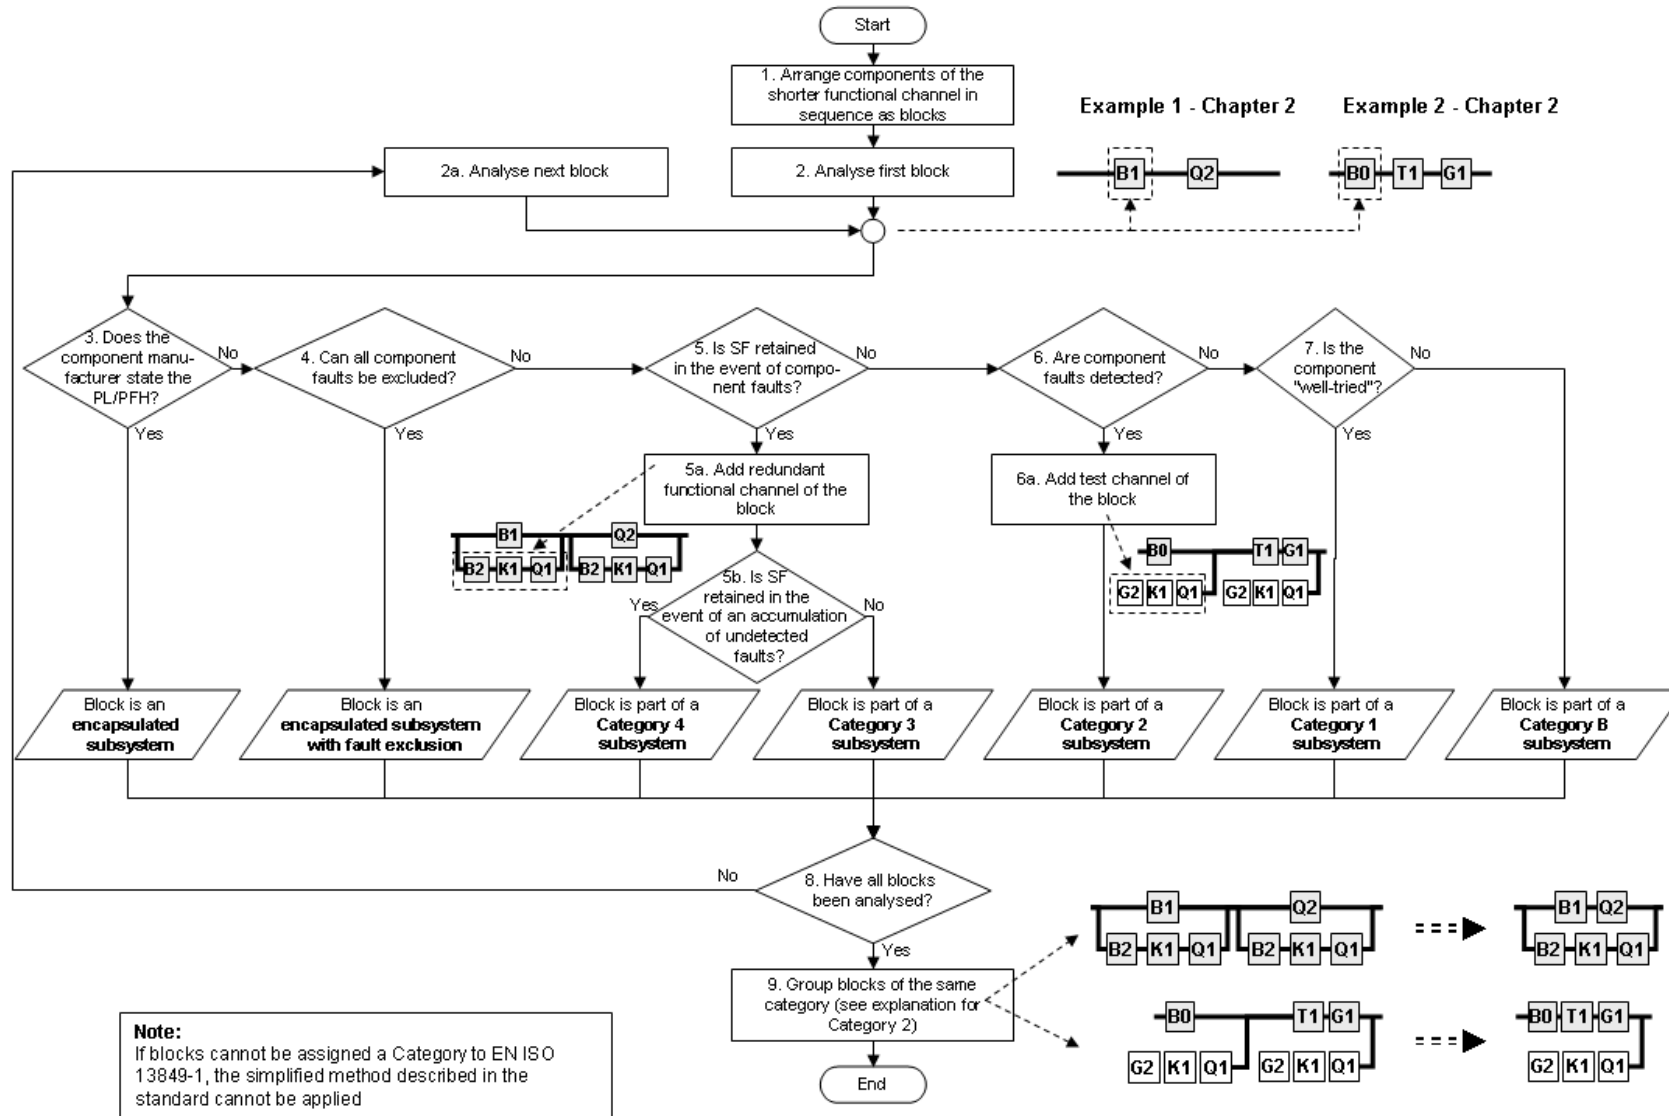 Start
1. Arrange components of the
shorter functional channel in
sequence as blocks
Example 1 - Chapter 2
Example 2 - Chapter 2
2a. Analyse next block
2. Analyse first block
B1 Q2
B0 T1 G1
3. Does the
component manu-
facturer state the
PL/PFH?
No
Yes
4. Can all component
faults be excluded?
No
Yes
5. Is SF retained
in the event of compo-
nent faults?
No
Yes
6. Are component
faults detected?
No
Yes
7. Is the
component
"well-tried"?
No
Yes
5a. Add redundant
functional channel of the
block
6a. Add test channel of
the block
B1 Q2
B2 K1 Q1 B2 K1 Q1
B0 T1 G1
G2 K1 Q1 G2 K1 Q1
5b. Is SF
retained in the
event of an accumulation
of undetected
faults?
Yes
No
Block is an
encapsulated
subsystem
Block is an
encapsulated subsystem
with fault exclusion
Block is part of a
Category 4
subsystem
Block is part of a
Category 3
subsystem
Block is part of a
Category 2
subsystem
Block is part of a
Category 1
subsystem
Block is part of a
Category B
subsystem
8. Have all blocks
been analysed?
No
Yes
9. Group blocks of the same
category (see explanation for
Category 2)
B1 Q2
B2 K1 Q1 B2 K1 Q1
B1 Q2
B2 K1 Q1
B0 T1 G1
G2 K1 Q1 G2 K1 Q1
B0 T1 G1
G2 K1 Q1
End
Note:
If blocks cannot be assigned a Category to EN ISO
13849-1, the simplified method described in the
standard cannot be applied